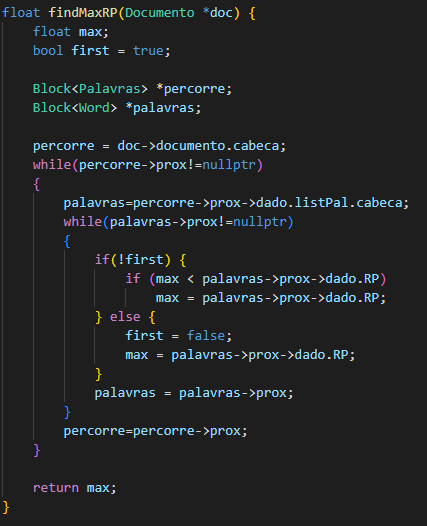 float findMaxRP(Documento *doc) {
    float max;
    bool first = true;

    Block<Palavras> *percorre;
    Block<Word> *palavras;

    percorre = doc->documento.cabeca;
    while(percorre->prox!=nullptr)
    {
        palavras=percorre->prox->dado.listPal.cabeca;
        while(palavras->prox!=nullptr)
        {
            if(!first) {
                if (max < palavras->prox->dado.RP)
                    max = palavras->prox->dado.RP;
            } else {
                first = false;
                max = palavras->prox->dado.RP;
            }
            palavras = palavras->prox;
        }
        percorre=percorre->prox;
    }

    return max;
}